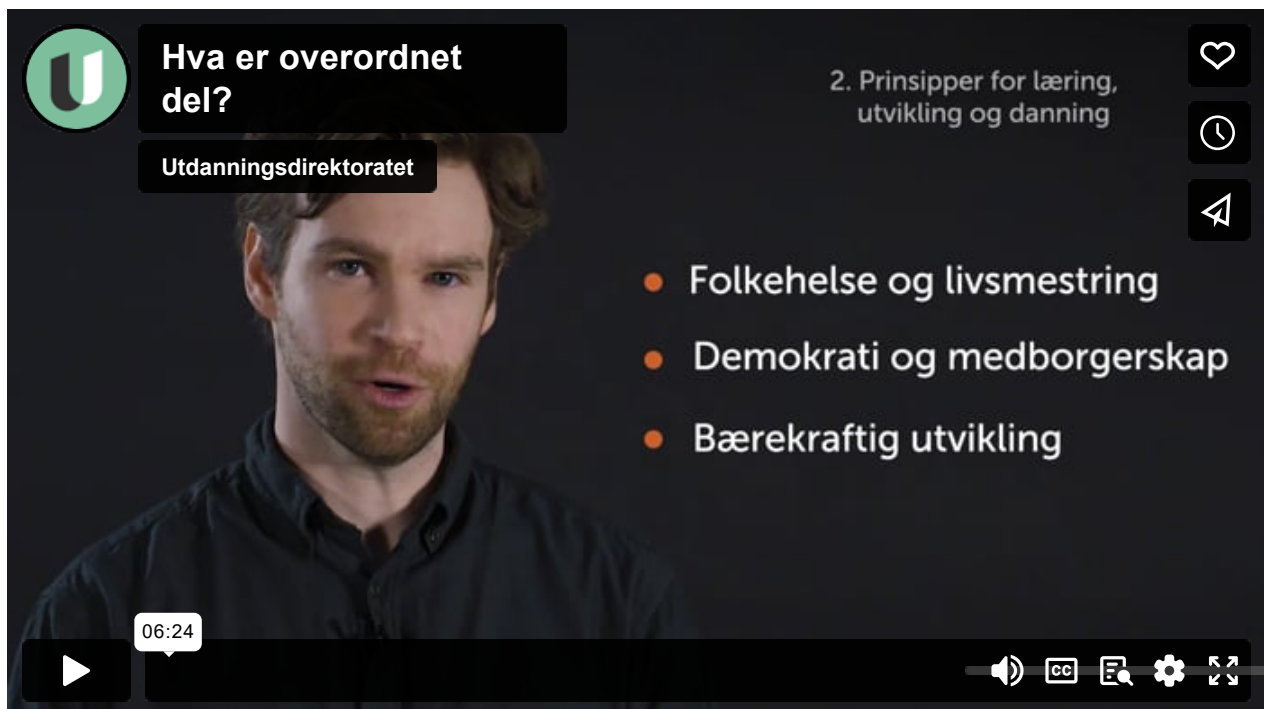 Hva er overordnet
del?
Utdanningsdirektoratet
2. Prinsipper for læring,
utvikling og danning
Folkehelse og livsmestring
Demokrati og medborgerskap
Bærekraftig utvikling
06:24
CC